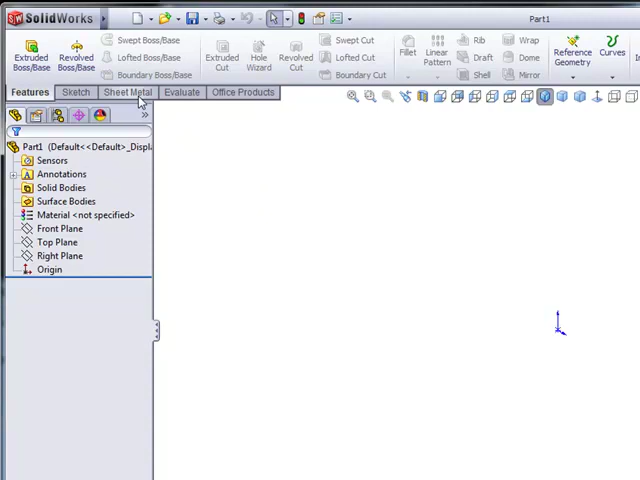 SolidWorks
Part1
Extruded Boss/Base
Revolved Boss/Base
Swept Boss/Base
Lofted Boss/Base
Boundary Boss/Base
Extruded Cut
Hole Wizard
Revolved Cut
Swept Cut
Lofted Cut
Boundary Cut
Fillet
Linear Pattern
Rib
Draft
Shell
Wrap
Dome
Mirror
Reference Geometry
Curves
Features
Sketch
Sheet Metal
Evaluate
Office Products
Part1 (Default<<Default>_Displa
Sensors
Annotations
Solid Bodies
Surface Bodies
Material <not specified>
Front Plane
Top Plane
Right Plane
Origin